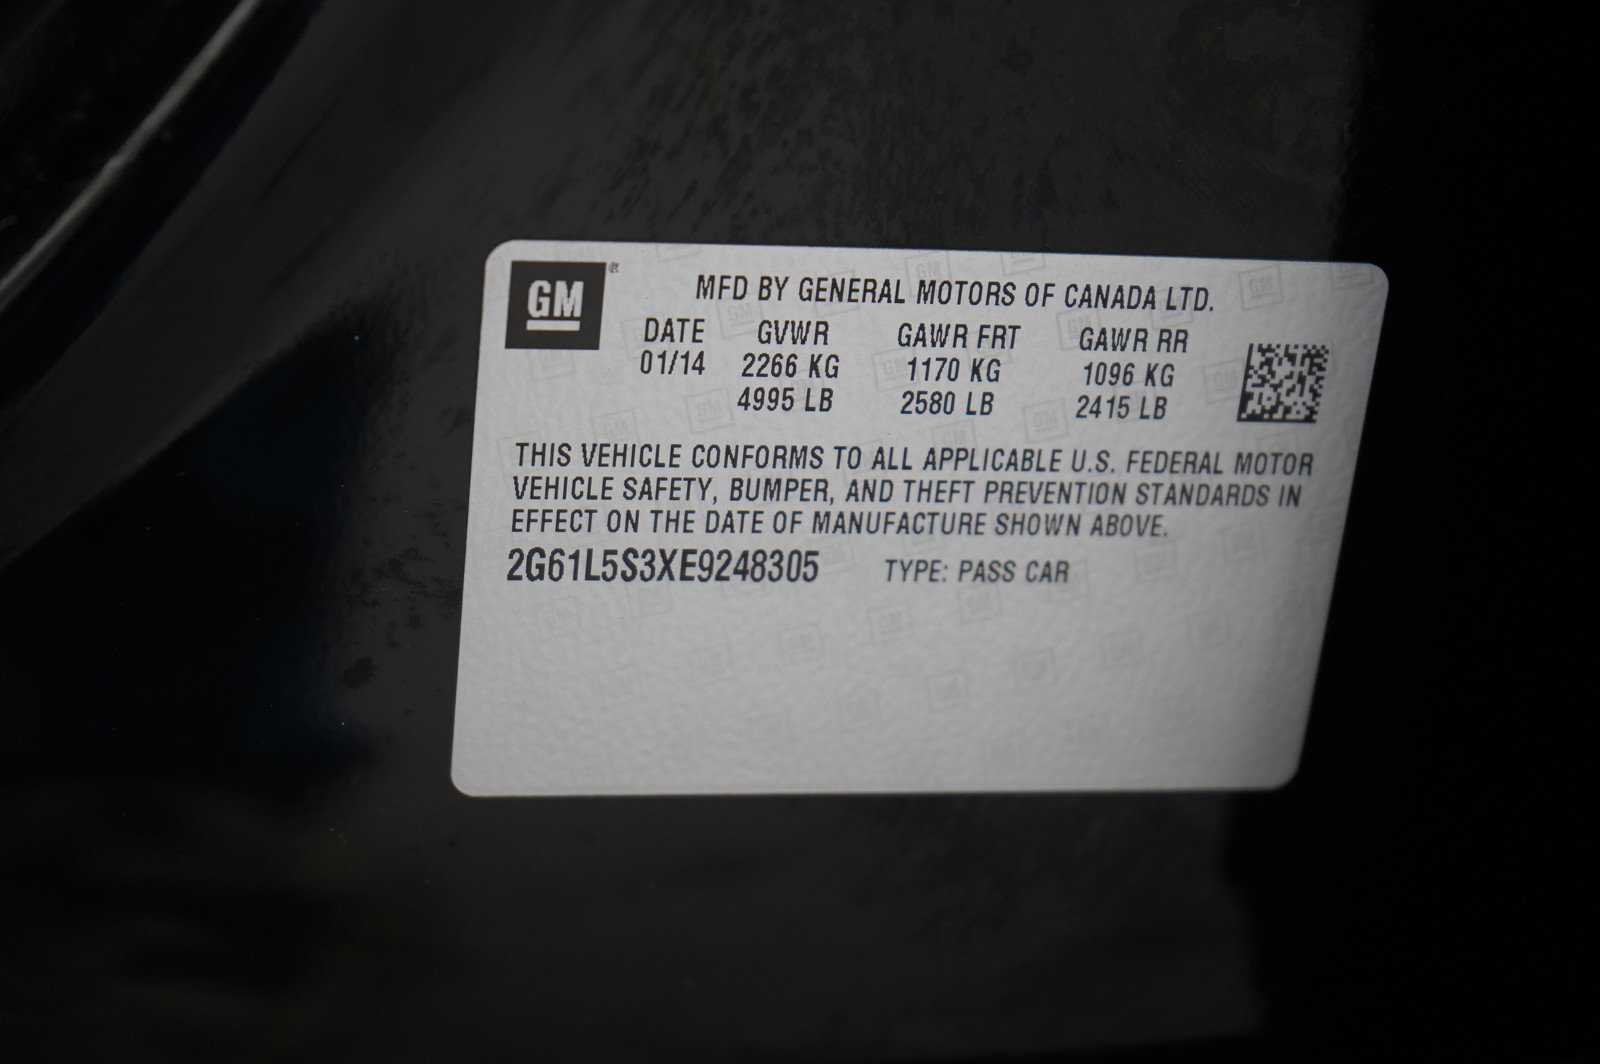 GM ®
MFD BY GENERAL MOTORS OF CANADA LTD.
DATE GVWR GAWR FRT GAWR RR
01/14 2266 KG 1170 KG 1096 KG
4995 LB 2580 LB 2415 LB
THIS VEHICLE CONFORMS TO ALL APPLICABLE U.S. FEDERAL MOTOR
VEHICLE SAFETY, BUMPER, AND THEFT PREVENTION STANDARDS IN
EFFECT ON THE DATE OF MANUFACTURE SHOWN ABOVE.
2G61L5S3XE9248305 TYPE: PASS CAR